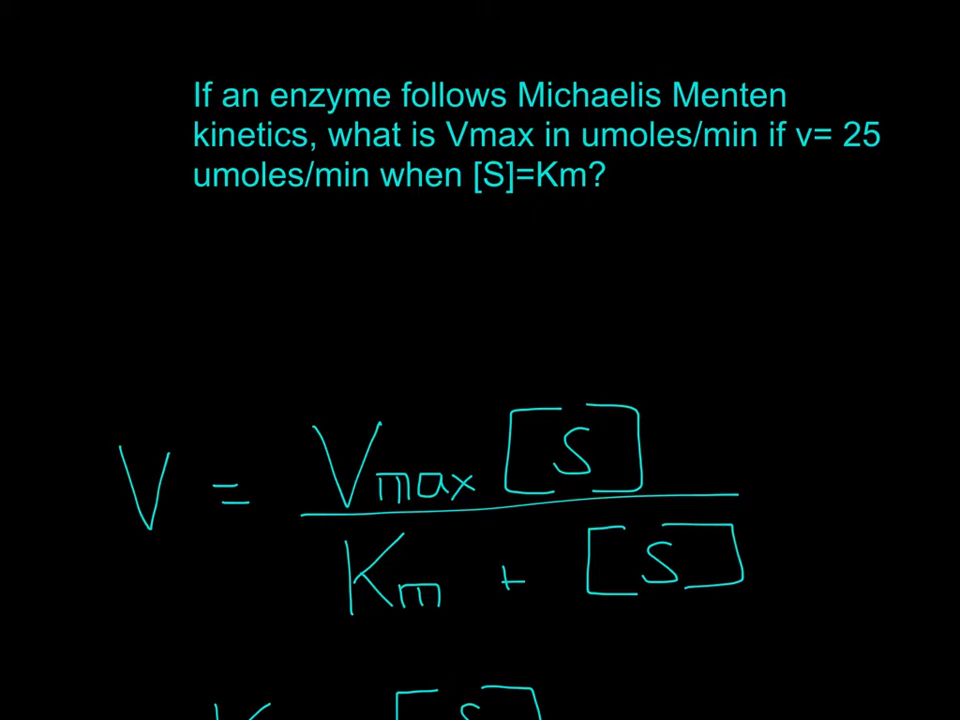 If an enzyme follows Michaelis Menten
kinetics, what is Vmax in umoles/min if v= 25
umoles/min when [S]=Km?
V = Vmax [S]
Km + [S]